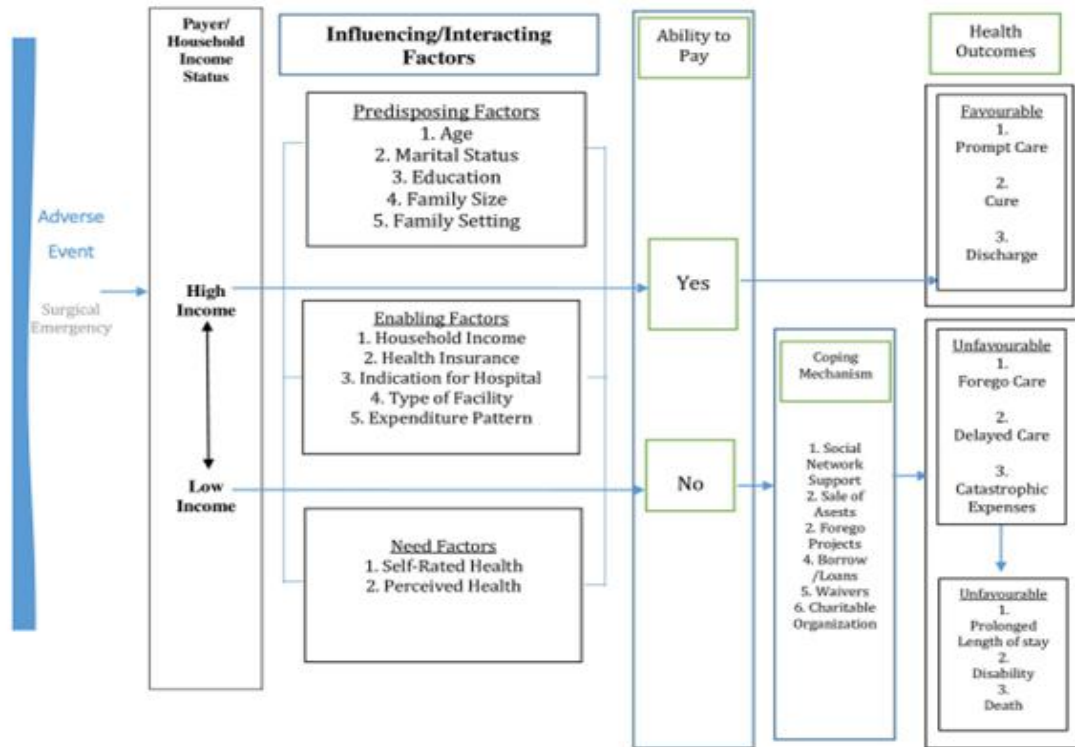 Payer/
Household
Income
Status
Influencing/Interacting
Factors
Ability to
Pay
Health
Outcomes
Adverse
Event
Surgical
Emergency
High
Income
Low
Income
Predisposing Factors
1. Age
2. Marital Status
3. Education
4. Family Size
5. Family Setting
Enabling Factors
1. Household Income
2. Health Insurance
3. Indication for Hospital
4. Type of Facility
5. Expenditure Pattern
Need Factors
1. Self-Rated Health
2. Perceived Health
Yes
No
Coping
Mechanism
1. Social
Network
Support
2. Sale of
Asests
2. Forego
Projects
4. Borrow
/Loans
5. Waivers
6. Charitable
Organization
Favourable
1.
Prompt Care
2.
Cure
3.
Discharge
Unfavourable
1.
Forego Care
2.
Delayed Care
3.
Catastrophic
Expenses
Unfavourable
1.
Prolonged
Length of stay
2.
Disability
3.
Death